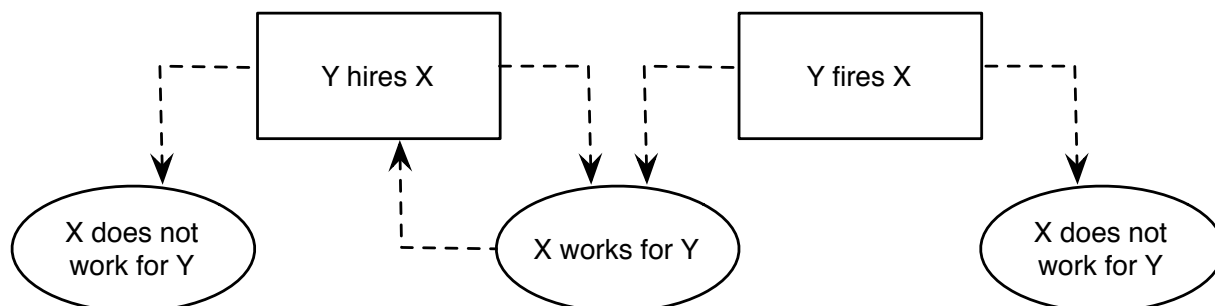 Y hires X
Y fires X
X does not
work for Y
X works for Y
X does not
work for Y